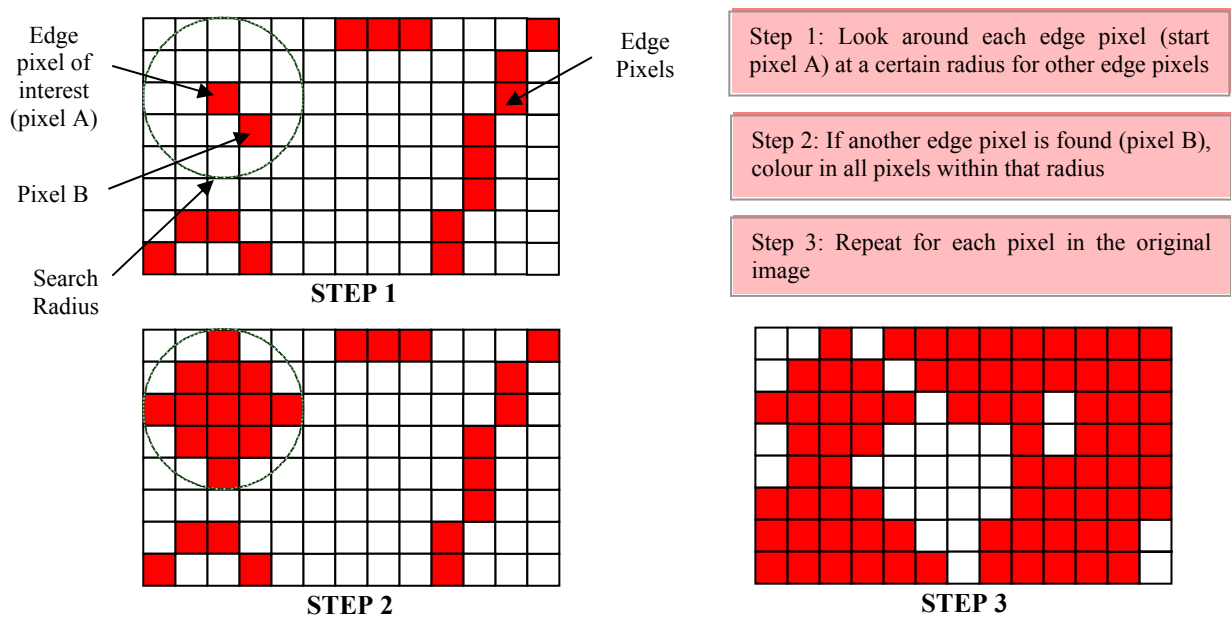 Edge
pixel of
interest
(pixel A)
Pixel B
Search
Radius
Edge
Pixels
STEP 1
Step 1: Look around each edge pixel (start
pixel A) at a certain radius for other edge pixels
Step 2: If another edge pixel is found (pixel B),
colour in all pixels within that radius
Step 3: Repeat for each pixel in the original
image
STEP 2
STEP 3